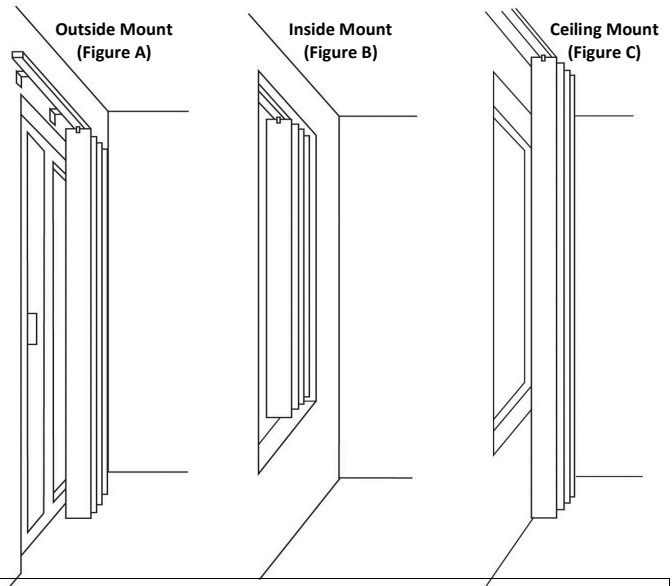 Outside Mount
(Figure A)
Inside Mount
(Figure B)
Ceiling Mount
(Figure C)